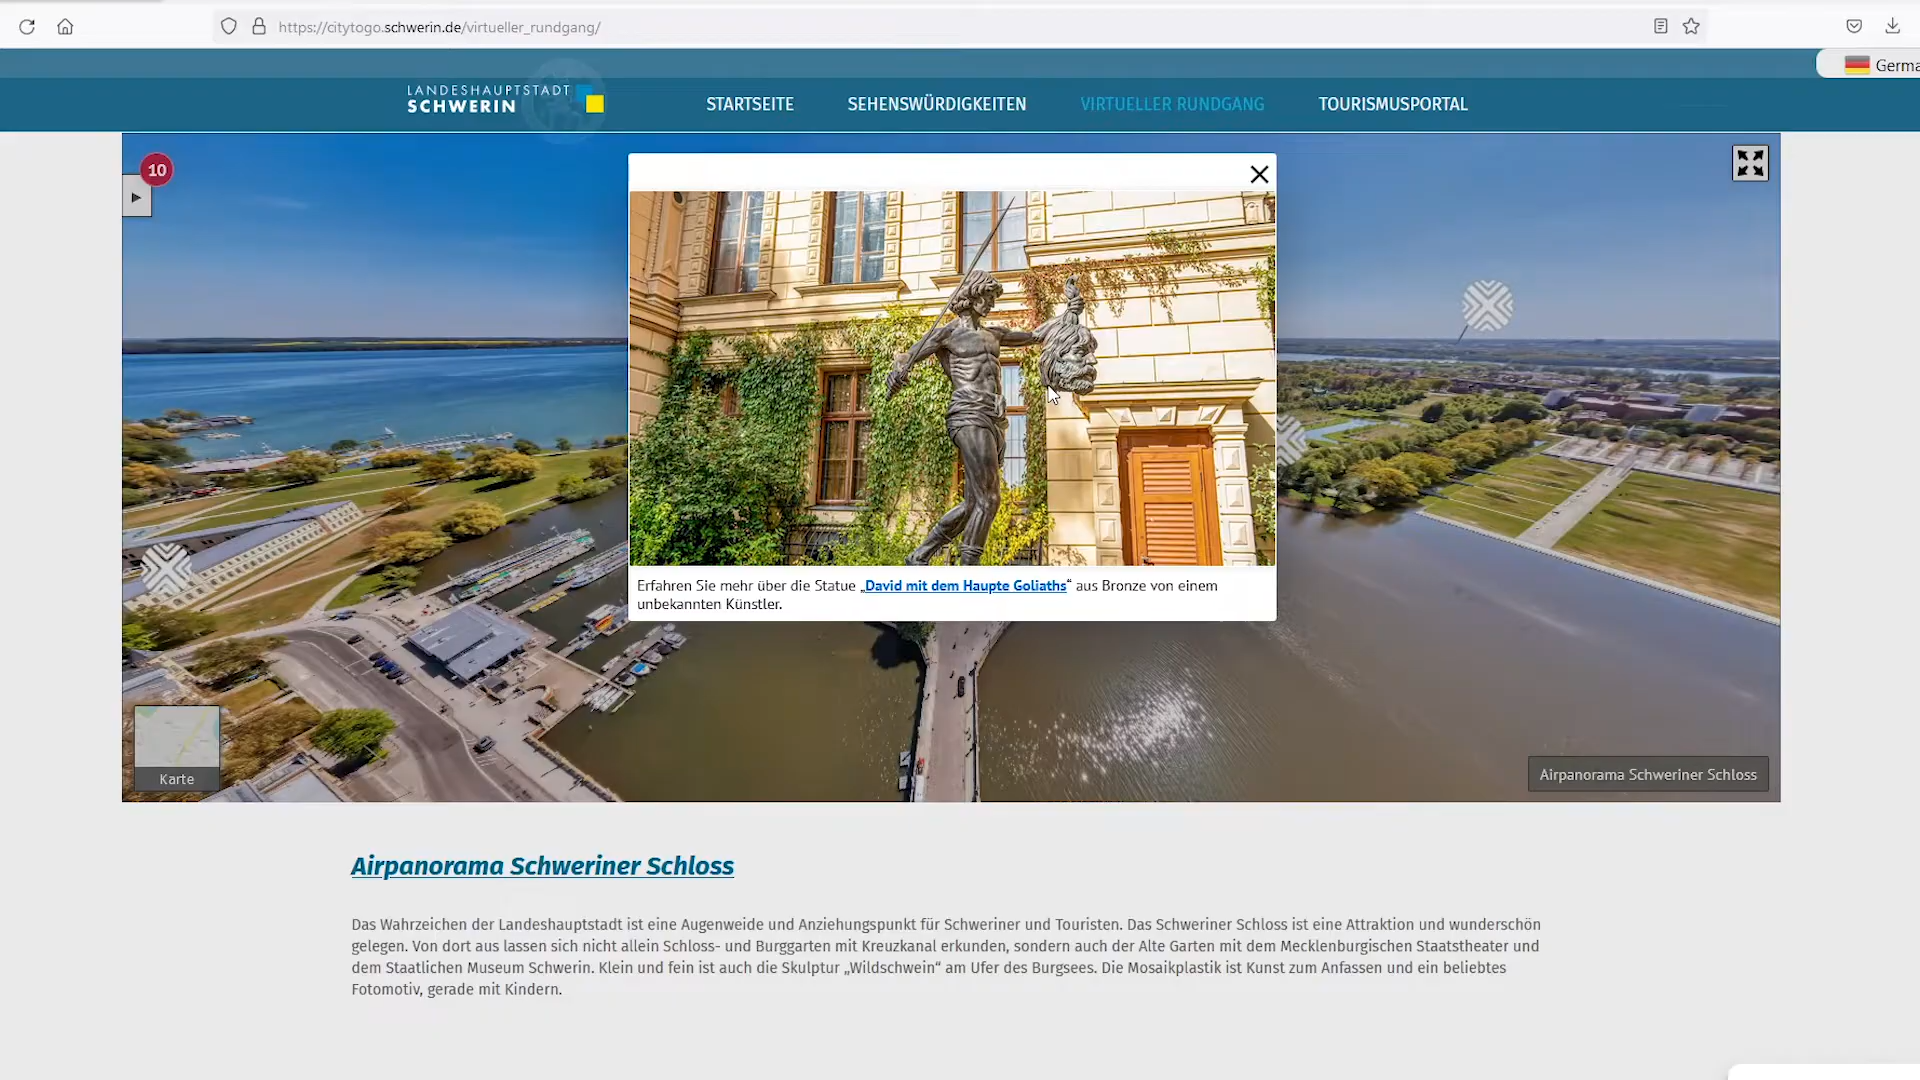 https://citytogo.schwerin.de/virtueller_rundgang/
Germa
LANDESHAUPTSTADT
SCHWERIN
STARTSEITE
SEHENSWÜRDIGKEITEN
VIRTUELLER RUNDGANG
TOURISMUSPORTAL
10
Erfahren Sie mehr über die Statue „David mit dem Haupte Goliaths“ aus Bronze von einem
unbekannten Künstler.
Karte
Airpanorama Schweriner Schloss
Airpanorama Schweriner Schloss
Das Wahrzeichen der Landeshauptstadt ist eine Augenweide und Anziehungspunkt für Schweriner und Touristen. Das Schweriner Schloss ist eine Attraktion und wunderschön
gelegen. Von dort aus lassen sich nicht allein Schloss- und Burggarten mit Kreuzkanal erkunden, sondern auch der Alte Garten mit dem Mecklenburgischen Staatstheater und
dem Staatlichen Museum Schwerin. Klein und fein ist auch die Skulptur „Wildschwein“ am Ufer des Burgsees. Die Mosaikplastik ist Kunst zum Anfassen und ein beliebtes
Fotomotiv, gerade mit Kindern.